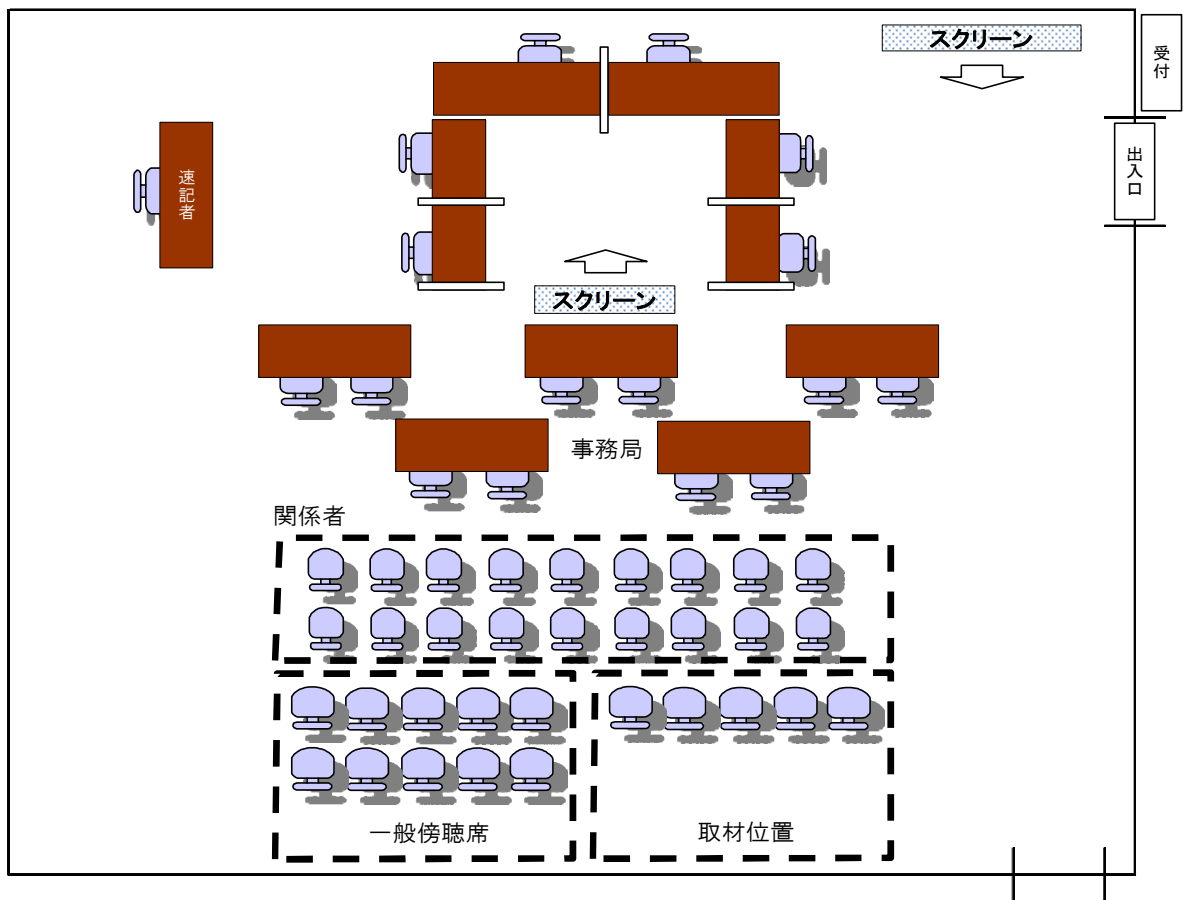 スクリーン
受付
出入口
速記者
スクリーン
事務局
関係者
一般傍聴席
取材位置